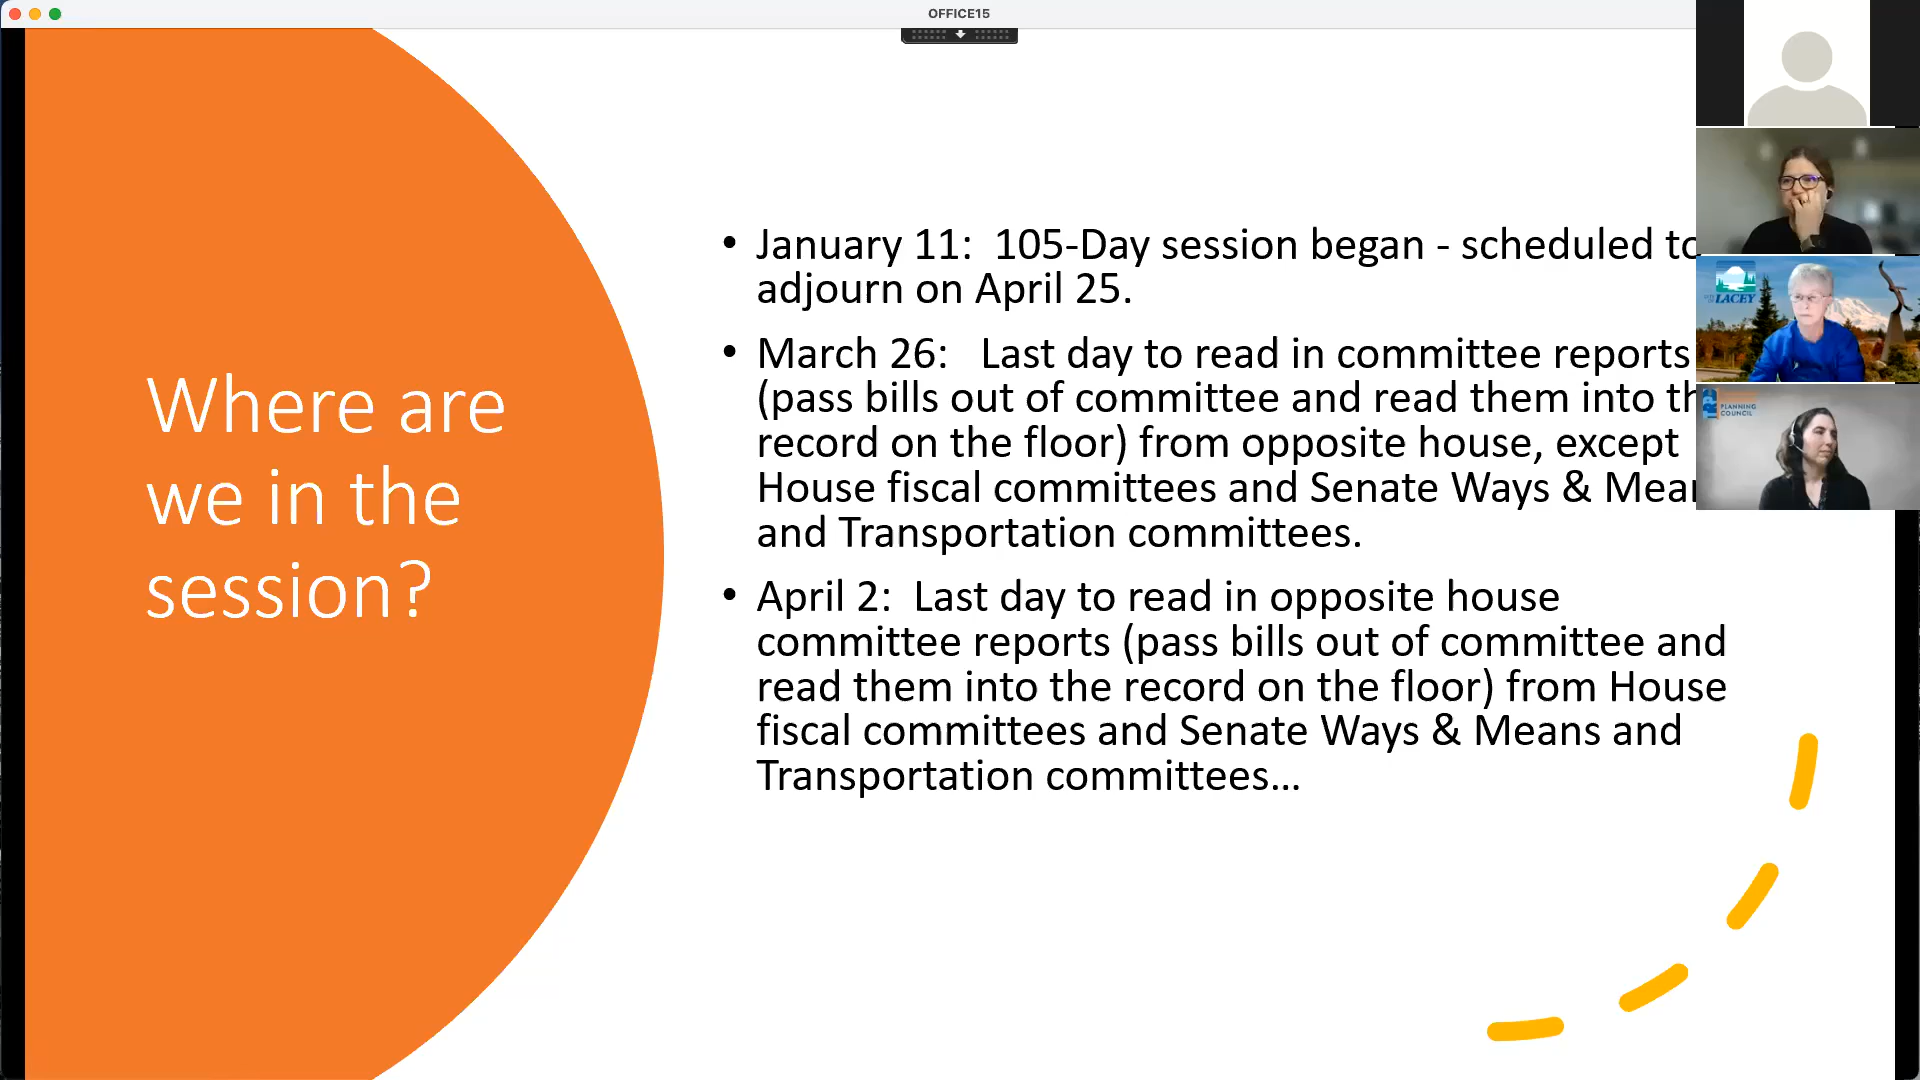 OFFICE15
Where are
we in the
session?
• January 11:  105-Day session began - scheduled to
adjourn on April 25.
• March 26:   Last day to read in committee reports
(pass bills out of committee and read them into th
record on the floor) from opposite house, except
House fiscal committees and Senate Ways & Mean
and Transportation committees.
• April 2:  Last day to read in opposite house
committee reports (pass bills out of committee and
read them into the record on the floor) from House
fiscal committees and Senate Ways & Means and
Transportation committees...
LACEY
PLANNING
COUNCIL